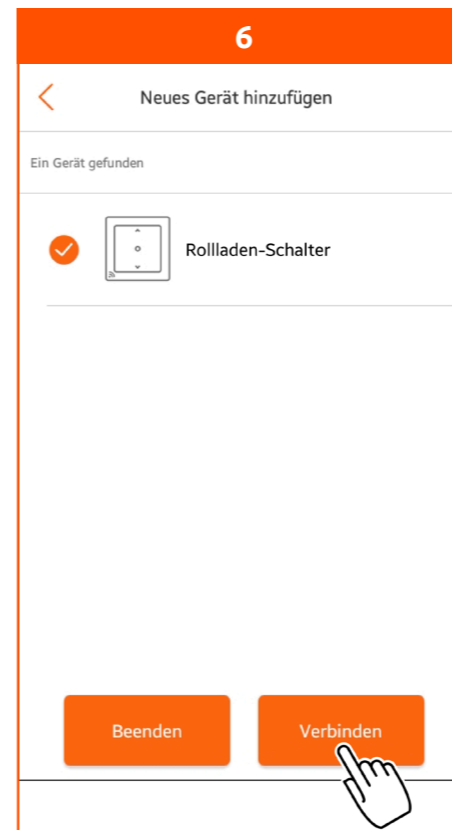 6
Neues Gerät hinzufügen
Ein Gerät gefunden
Rollladen-Schalter
Beenden
Verbinden